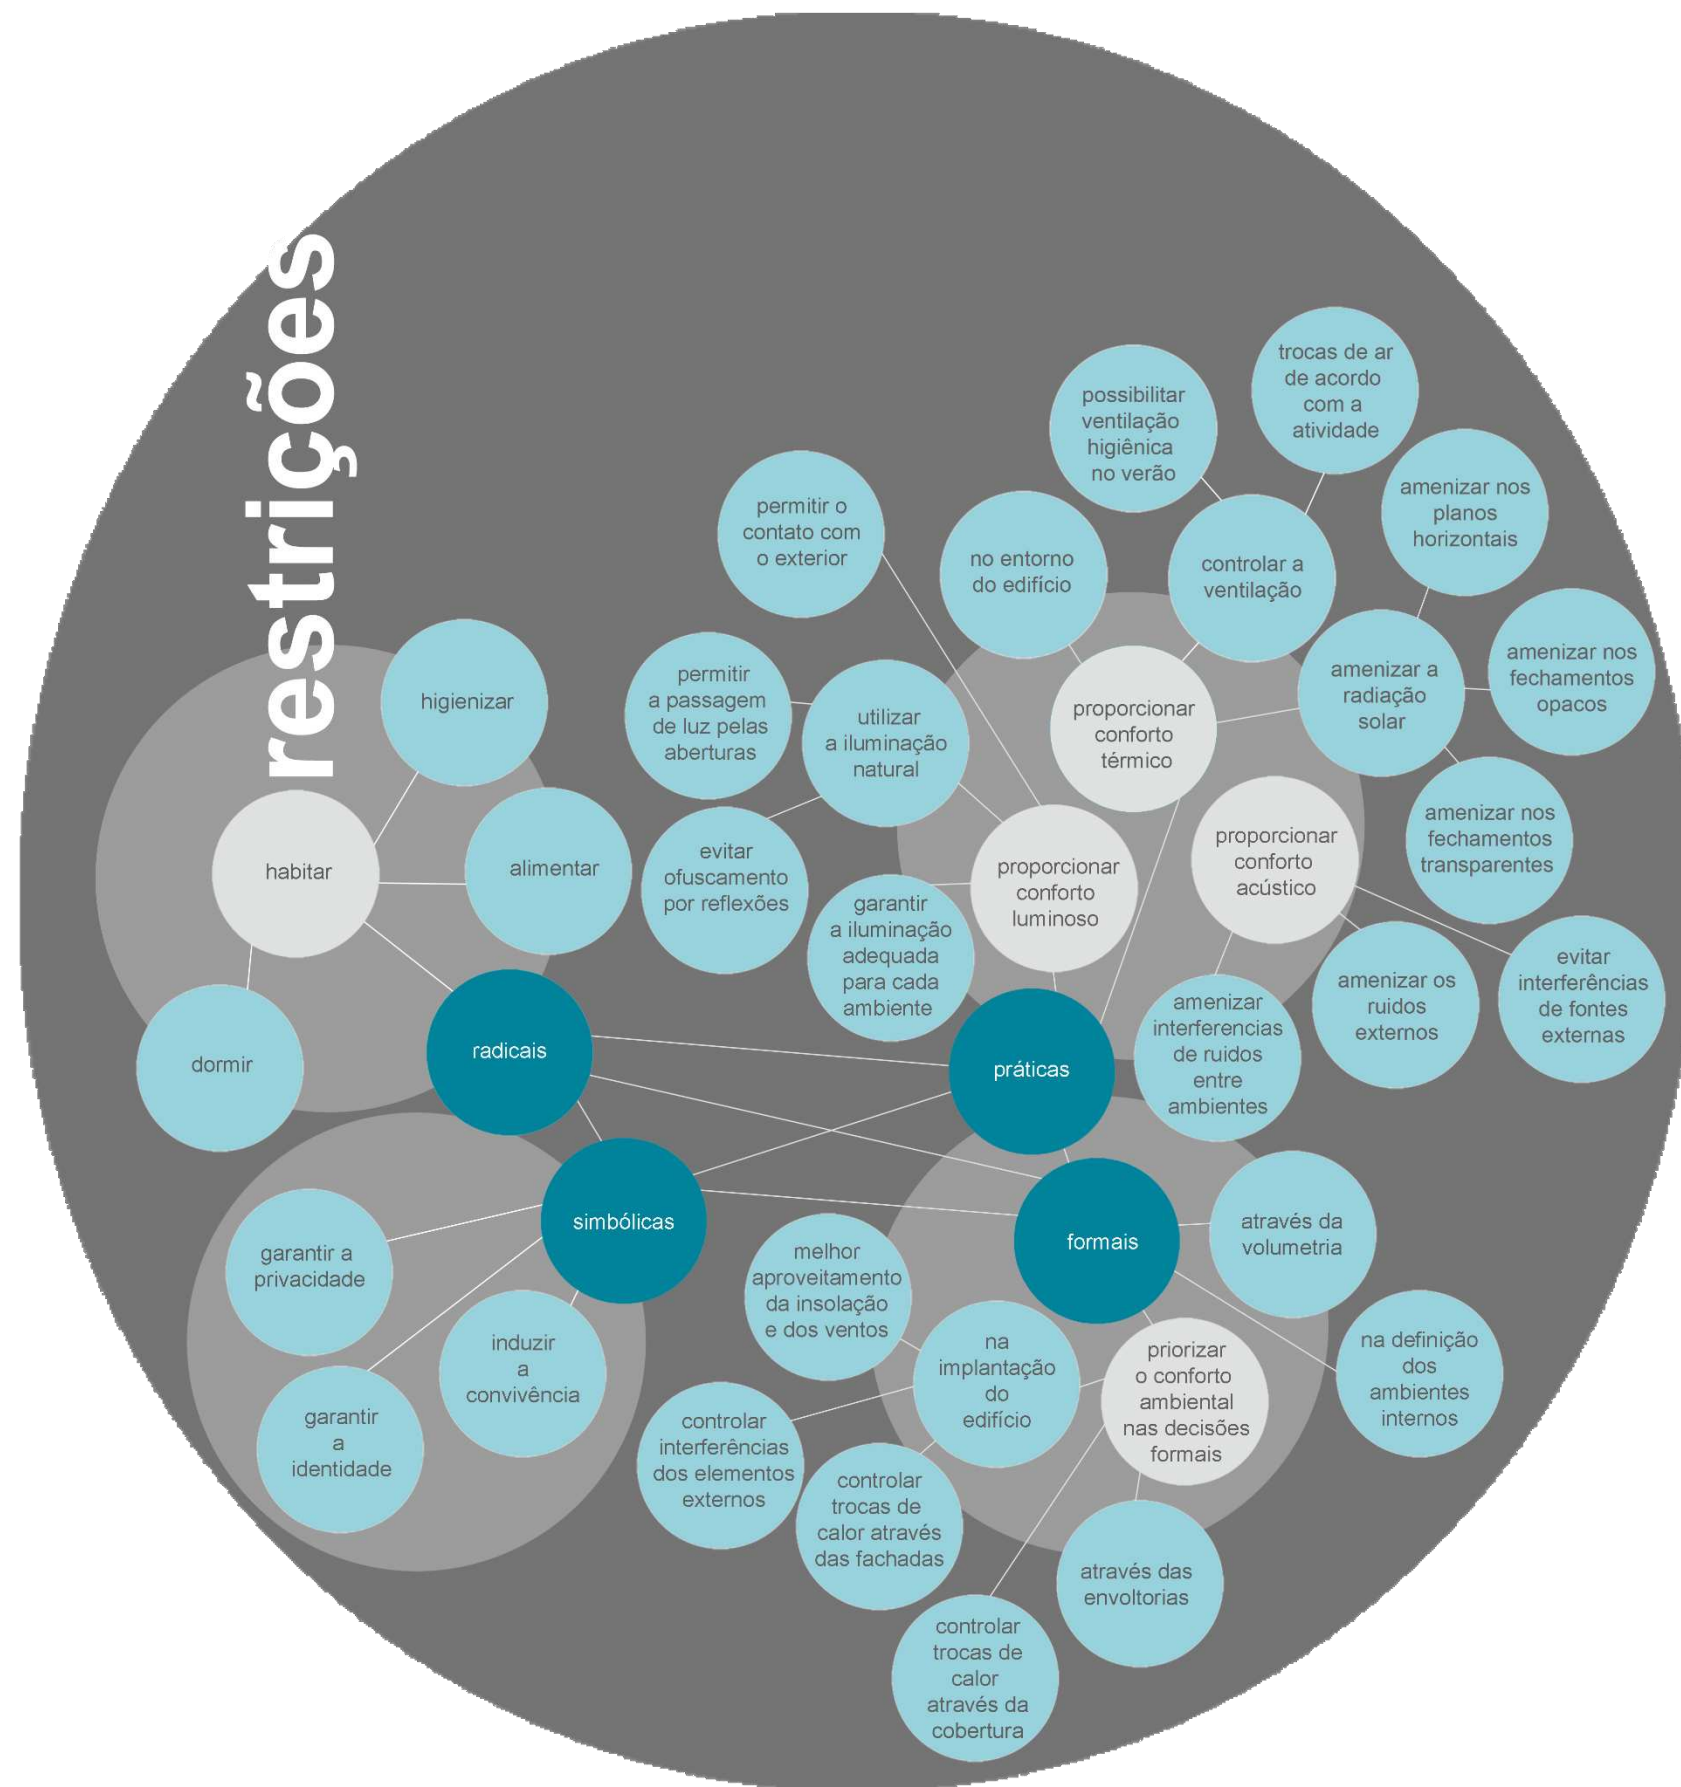 restrições
trocas de ar
de acordo
com a
atividade
possibilitar
ventilação
higiênica
no verão
amenizar nos
planos
horizontais
permitir o
contato com
o exterior
no entorno
do edifício
controlar a
ventilação
amenizar nos
fechamentos
opacos
higienizar
permitir
a passagem
de luz pelas
aberturas
utilizar
a iluminação
natural
proporcionar
conforto
térmico
amenizar a
radiação
solar
amenizar nos
fechamentos
transparentes
habitar
alimentar
evitar
ofuscamento
por reflexões
proporcionar
conforto
luminoso
proporcionar
conforto
acústico
garantir
a iluminação
adequada
para cada
ambiente
amenizar os
ruidos
externos
evitar
interferências
de fontes
externas
dormir
radicais
práticas
amenizar
interferencias
de ruidos
entre
ambientes
simbólicas
formais
através da
volumetria
garantir a
privacidade
melhor
aproveitamento
da insolação
e dos ventos
induzir
a
convivência
na
implantação
do
edifício
priorizar
o conforto
ambiental
nas decisões
formais
na definição
dos
ambientes
internos
garantir
a
identidade
controlar
interferências
dos elementos
externos
controlar
trocas de
calor através
das fachadas
através das
envoltorias
controlar
trocas de
calor
através da
cobertura